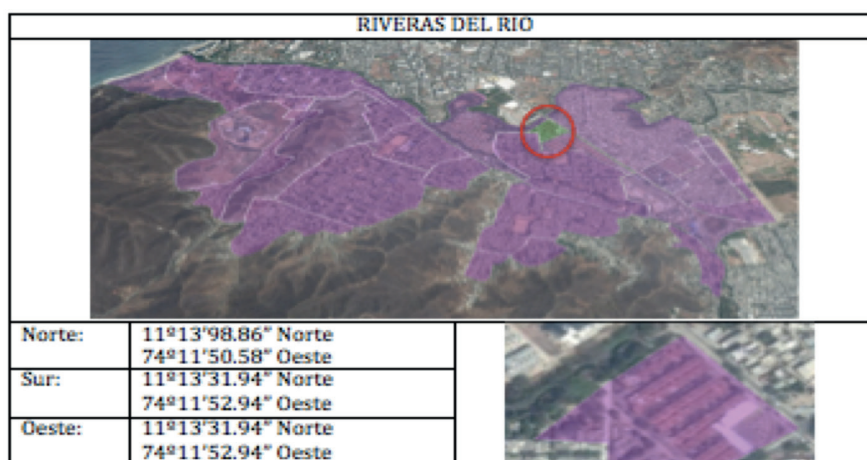 RIVERAS DEL RIO
Norte: 11º13'98.86" Norte
74º11'50.58" Oeste
Sur: 11º13'31.94" Norte
74º11'52.94" Oeste
Oeste: 11º13'31.94" Norte
74º11'52.94" Oeste